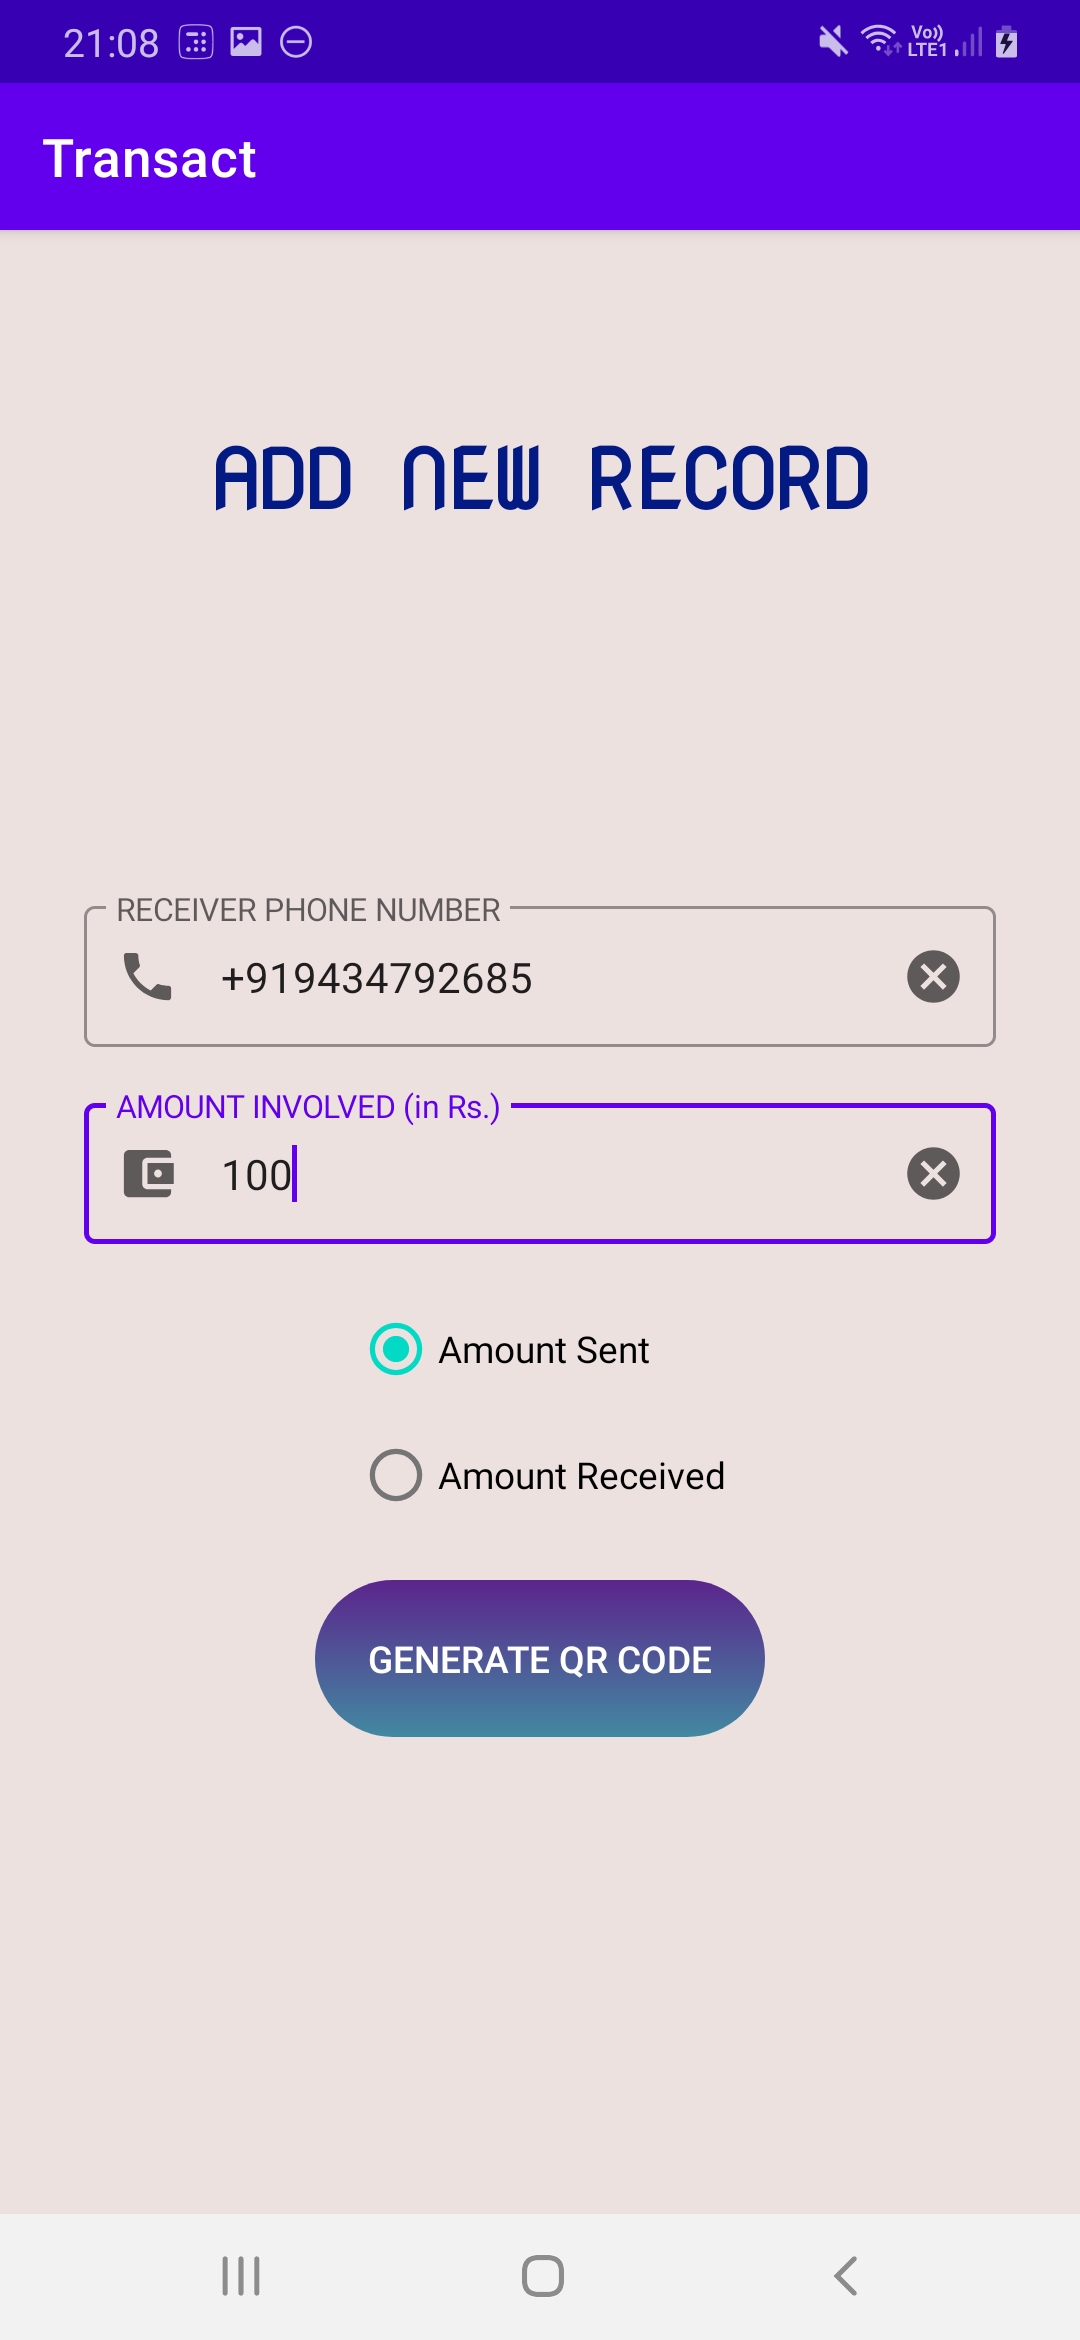 21:08
Vo)) LTE1
Transact
ADD NEW RECORD
RECEIVER PHONE NUMBER
+919434792685
AMOUNT INVOLVED (in Rs.)
100
Amount Sent
Amount Received
GENERATE QR CODE